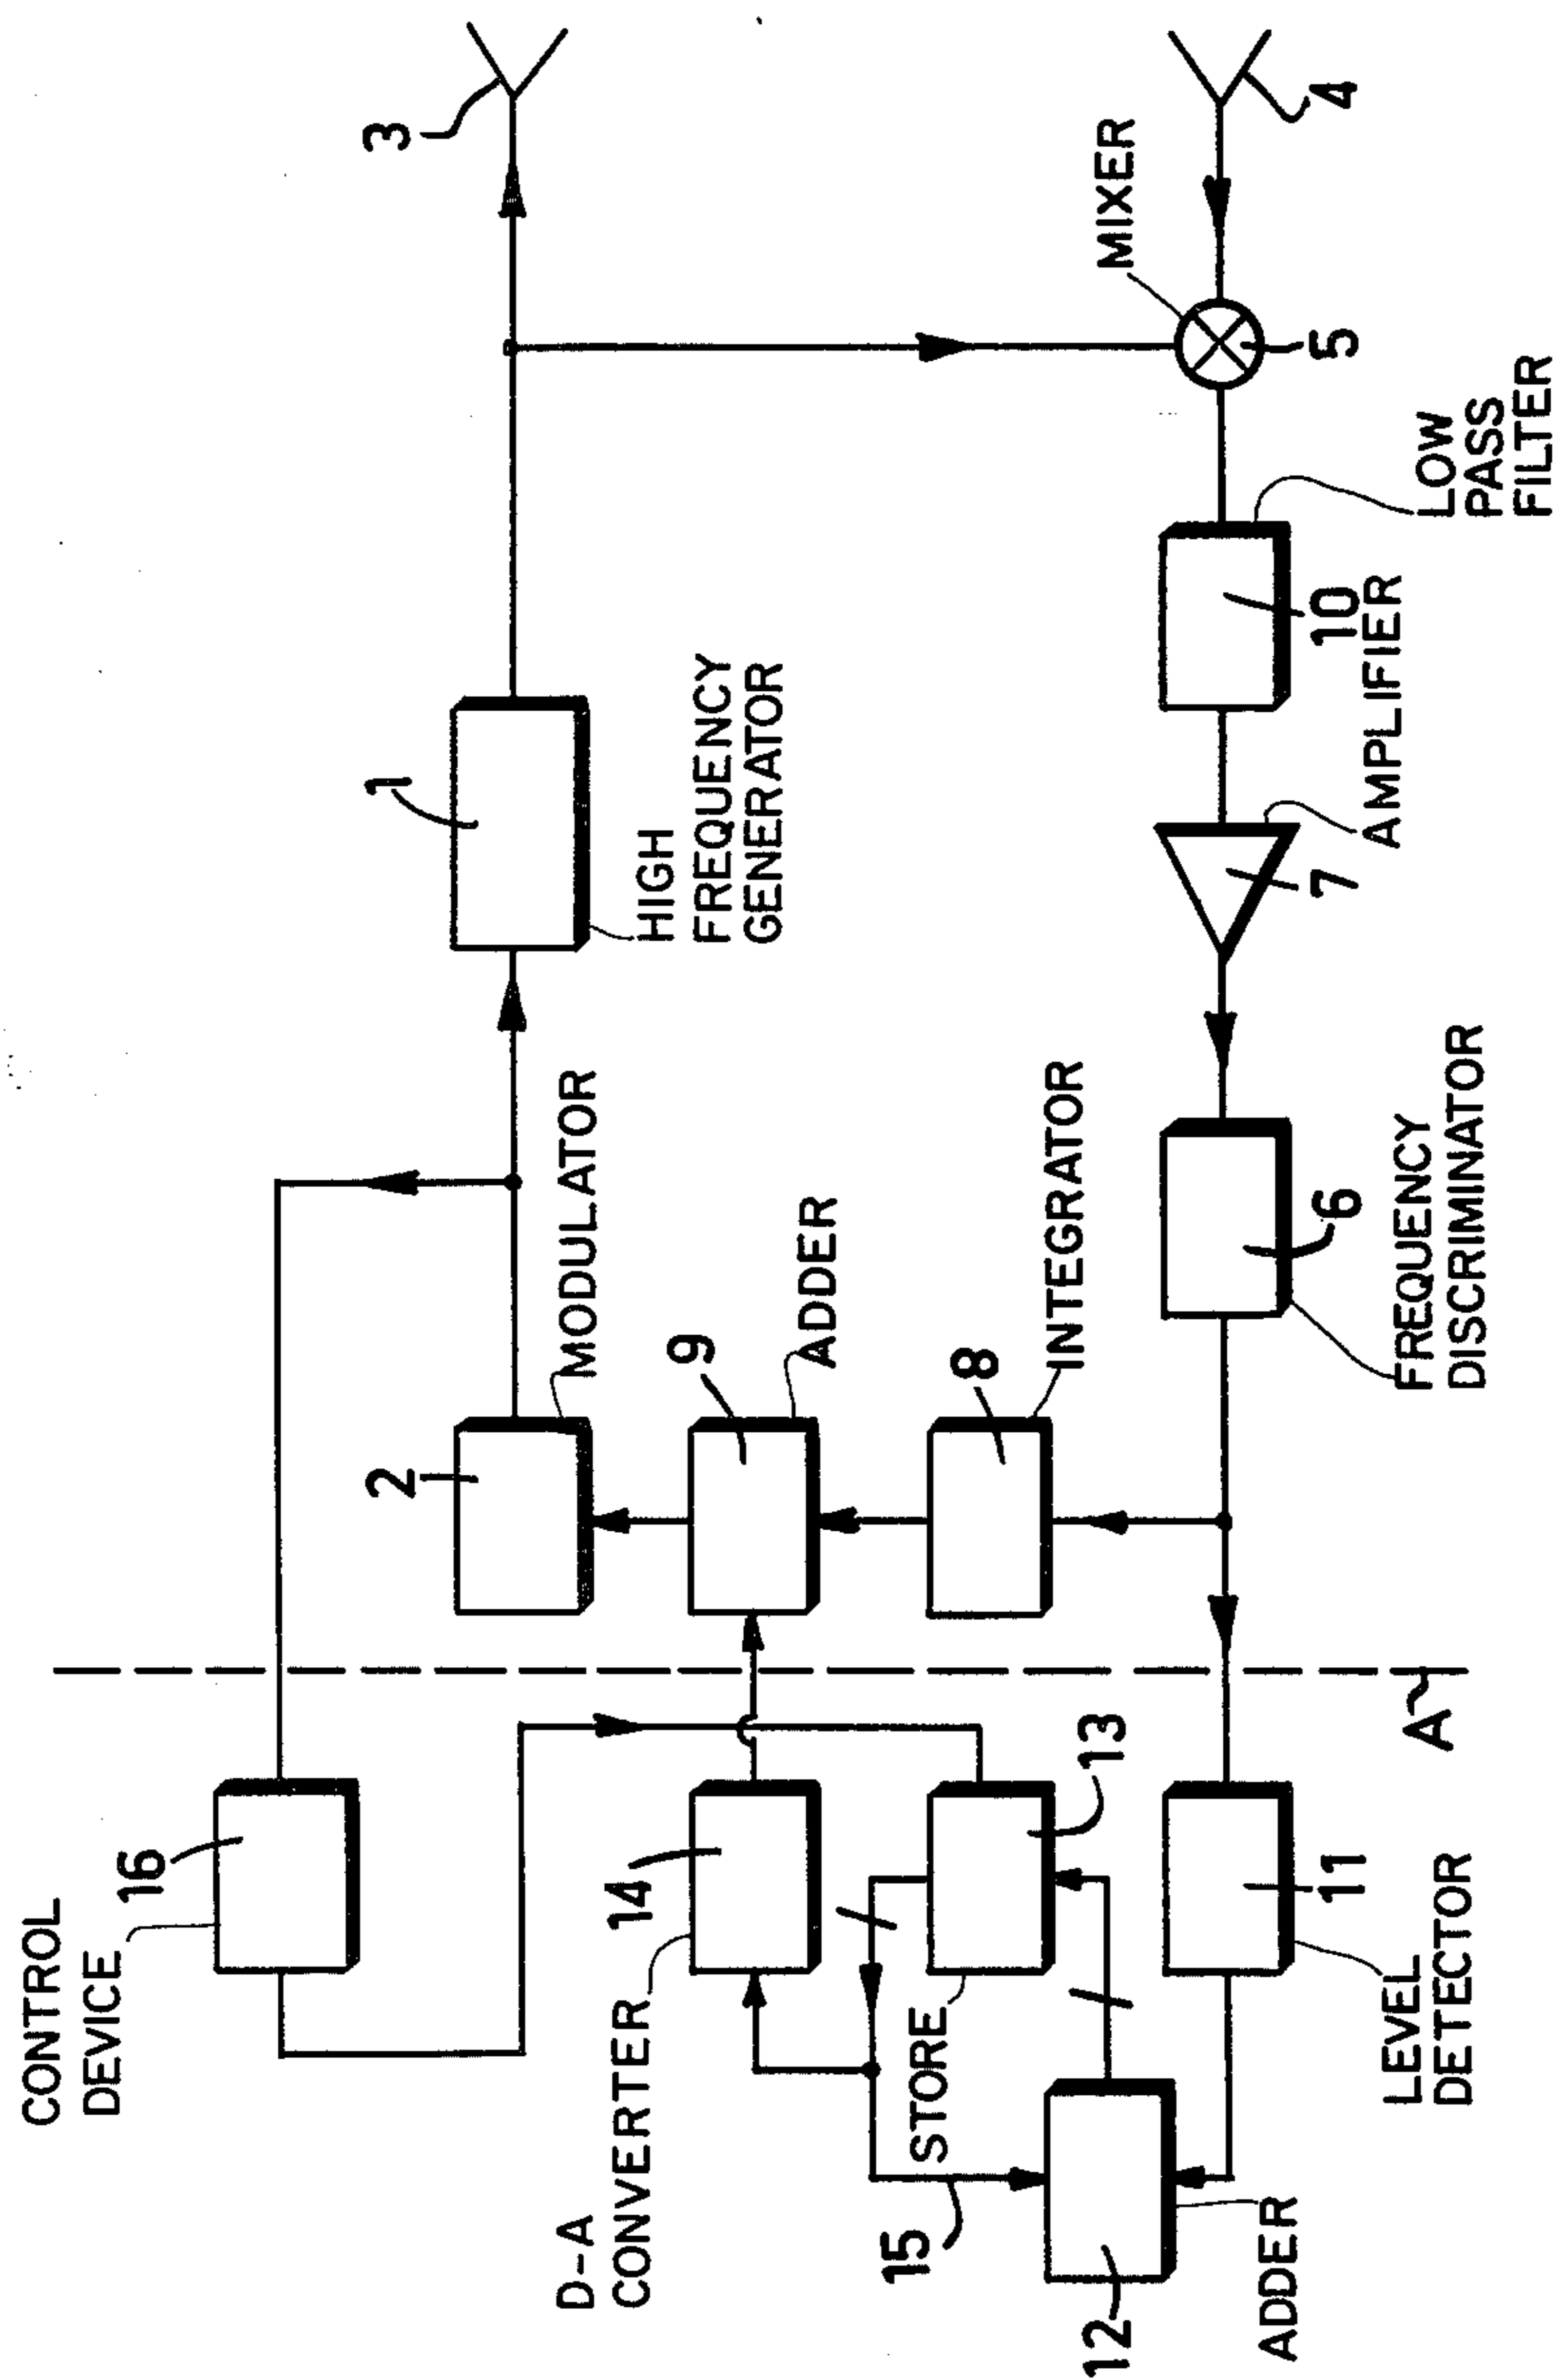 CONTROL
DEVICE
16
3
1
HIGH
FREQUENCY
GENERATOR
2
MODULATOR
D-A
CONVERTER
14
9
ADDER
STORE
13
8
INTEGRATOR
15
12
ADDER
LEVEL
DETECTOR
11
A
6
FREQUENCY
DISCRIMINATOR
7
AMPLIFIER
10
LOW
PASS
FILTER
MIXER
5
4